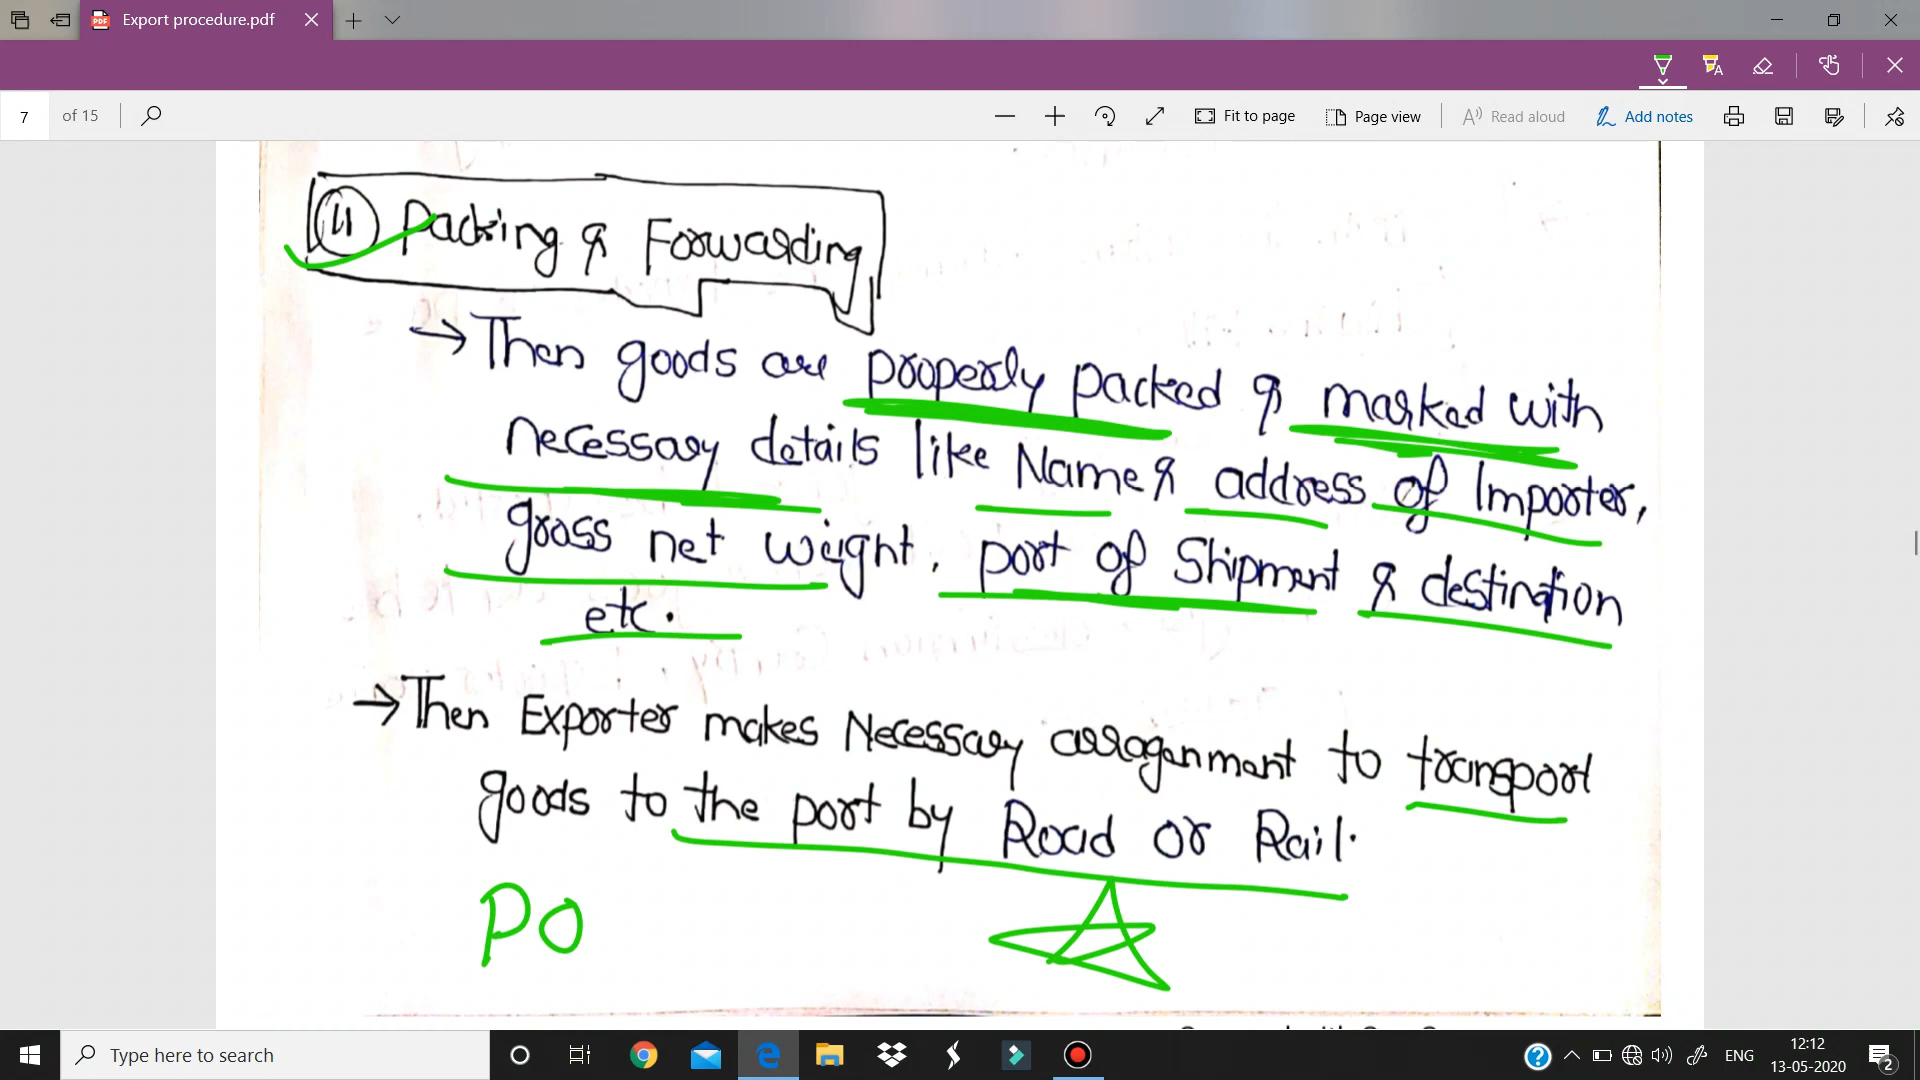 Export procedure.pdf
7 of 15
Fit to page
Page view
Read aloud
Add notes
11 Packing & Forwarding
→ Then goods are properly packed & marked with
necessary details like Name & address of Importer,
gross net weight, port of Shipment & destination
etc.
→ Then Exporter makes Necessary arragenment to transport
goods to the port by Road or Rail.
PO
Type here to search
ENG
12:12
13-05-2020
2